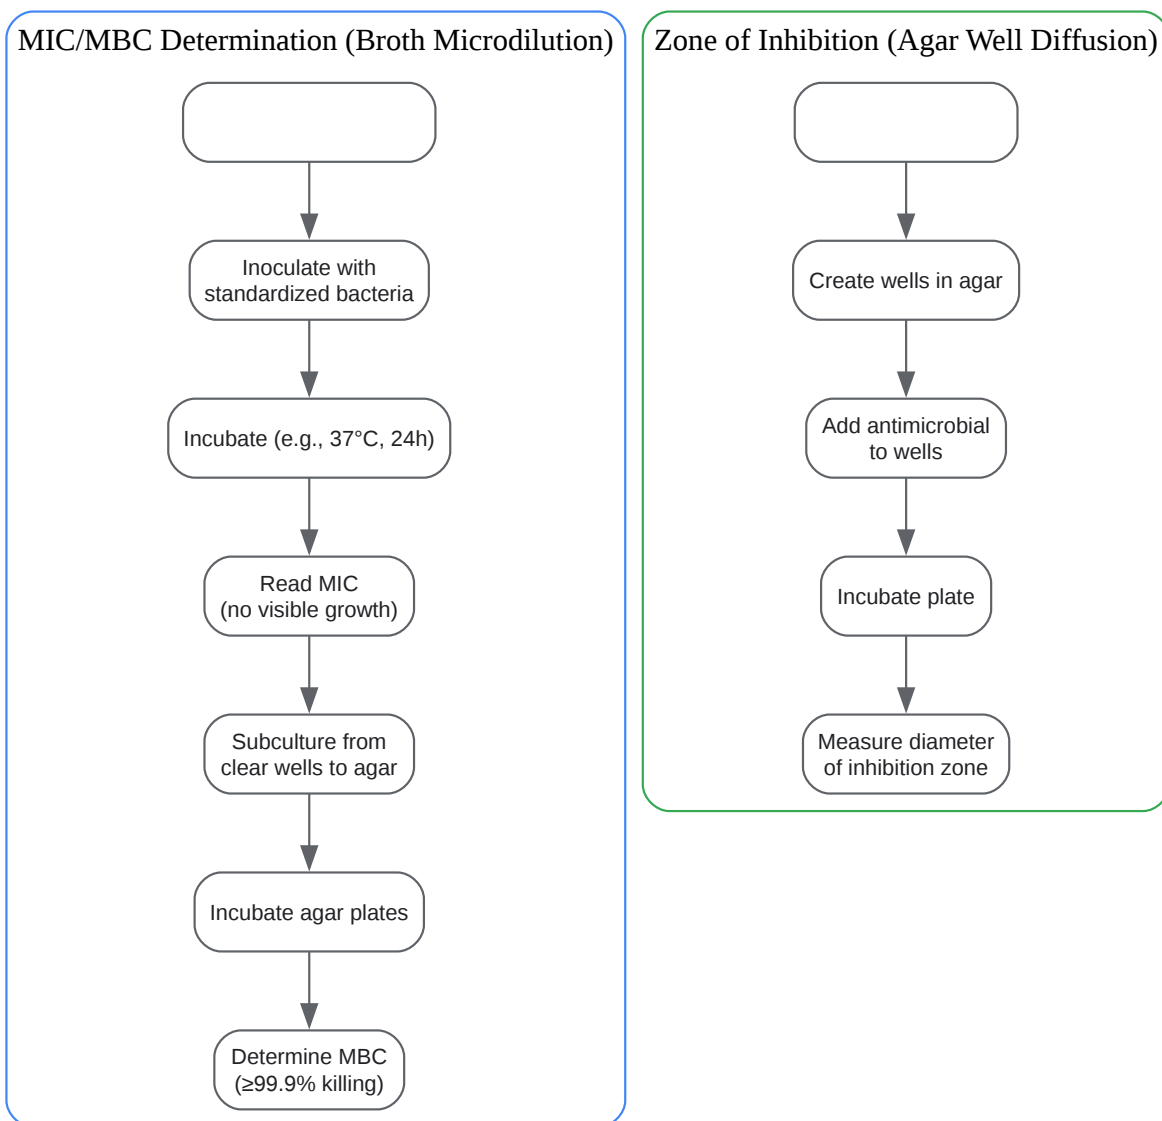 MIC/MBC Determination (Broth Microdilution)
Inoculate with
standardized bacteria
Incubate (e.g., 37°C, 24h)
Read MIC
(no visible growth)
Subculture from
clear wells to agar
Incubate agar plates
Determine MBC
(≥99.9% killing)
Zone of Inhibition (Agar Well Diffusion)
Create wells in agar
Add antimicrobial
to wells
Incubate plate
Measure diameter
of inhibition zone